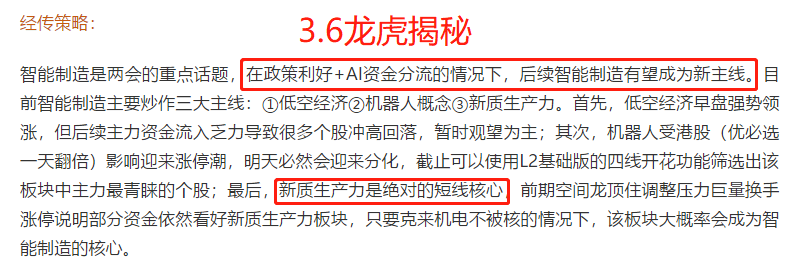 经传策略：
3.6龙虎揭秘
智能制造是两会的重点话题，在政策利好+AI资金分流的情况下，后续智能制造有望成为新主线。目
前智能制造主要炒作三大主线：①低空经济②机器人概念③新质生产力。首先，低空经济早盘强势领
涨，但后续主力资金流入乏力导致很多个股冲高回落，暂时观望为主；其次，机器人受港股（优必选
一天翻倍）影响迎来涨停潮，明天必然会迎来分化，截止可以使用L2基础版的四线开花功能筛选出该
板块中主力最青睐的个股；最后，新质生产力是绝对的短线核心，前期空间龙顶住调整压力巨量换手
涨停说明部分资金依然看好新质生产力板块，只要克来机电不被核的情况下，该板块大概率会成为智
能制造的核心。